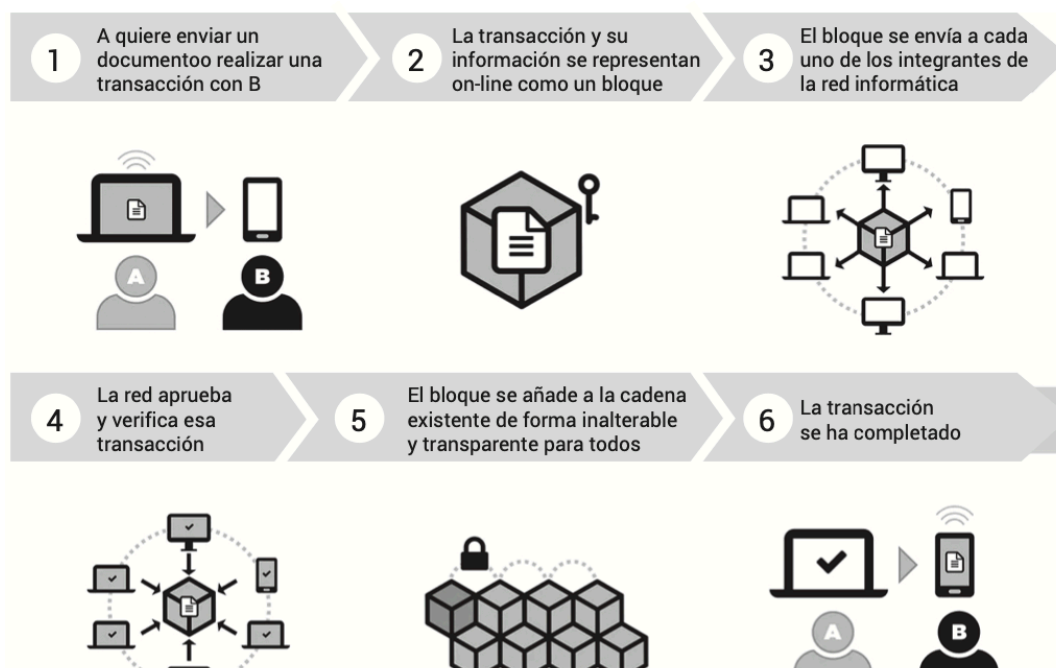 1
A quiere enviar un
documentoo realizar una
transacción con B
2
La transacción y su
información se representan
on-line como un bloque
3
El bloque se envía a cada
uno de los integrantes de
la red informática
A
B
4
La red aprueba
y verifica esa
transacción
5
El bloque se añade a la cadena
existente de forma inalterable
y transparente para todos
6
La transacción
se ha completado
A
B